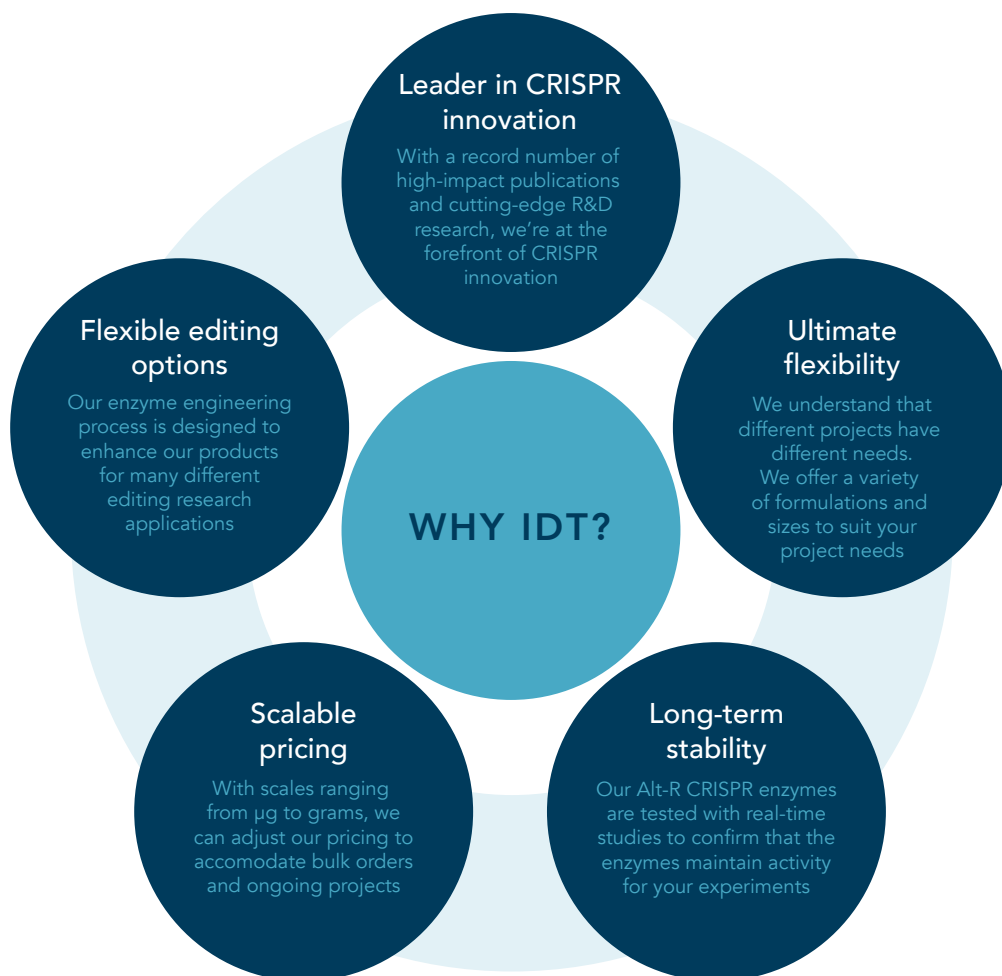 Leader in CRISPR
innovation
With a record number of
high-impact publications
and cutting-edge R&D
research, we’re at the
forefront of CRISPR
innovation
Flexible editing
options
Our enzyme engineering
process is designed to
enhance our products
for many different
editing research
applications
Ultimate
flexibility
We understand that
different projects have
different needs.
We offer a variety
of formulations and
sizes to suit your
project needs
WHY IDT?
Scalable
pricing
With scales ranging
from µg to grams, we
can adjust our pricing to
accomodate bulk orders
and ongoing projects
Long-term
stability
Our Alt-R CRISPR enzymes
are tested with real-time
studies to confirm that the
enzymes maintain activity
for your experiments